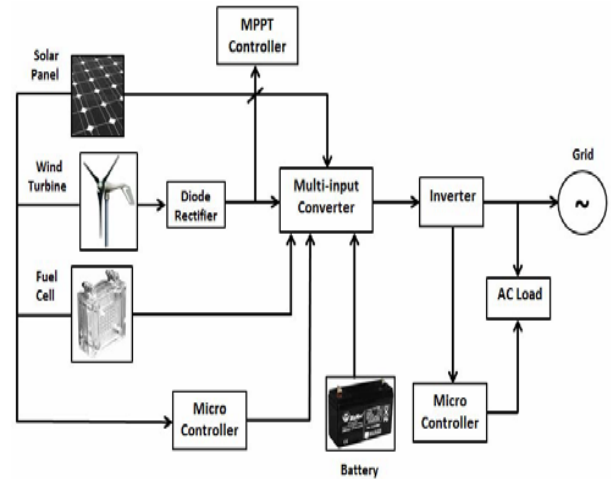 MPPT
Controller
Solar
Panel
Wind
Turbine
Diode
Rectifier
Multi-input
Converter
Inverter
Grid
~
Fuel
Cell
AC Load
Micro
Controller
Micro
Controller
Battery